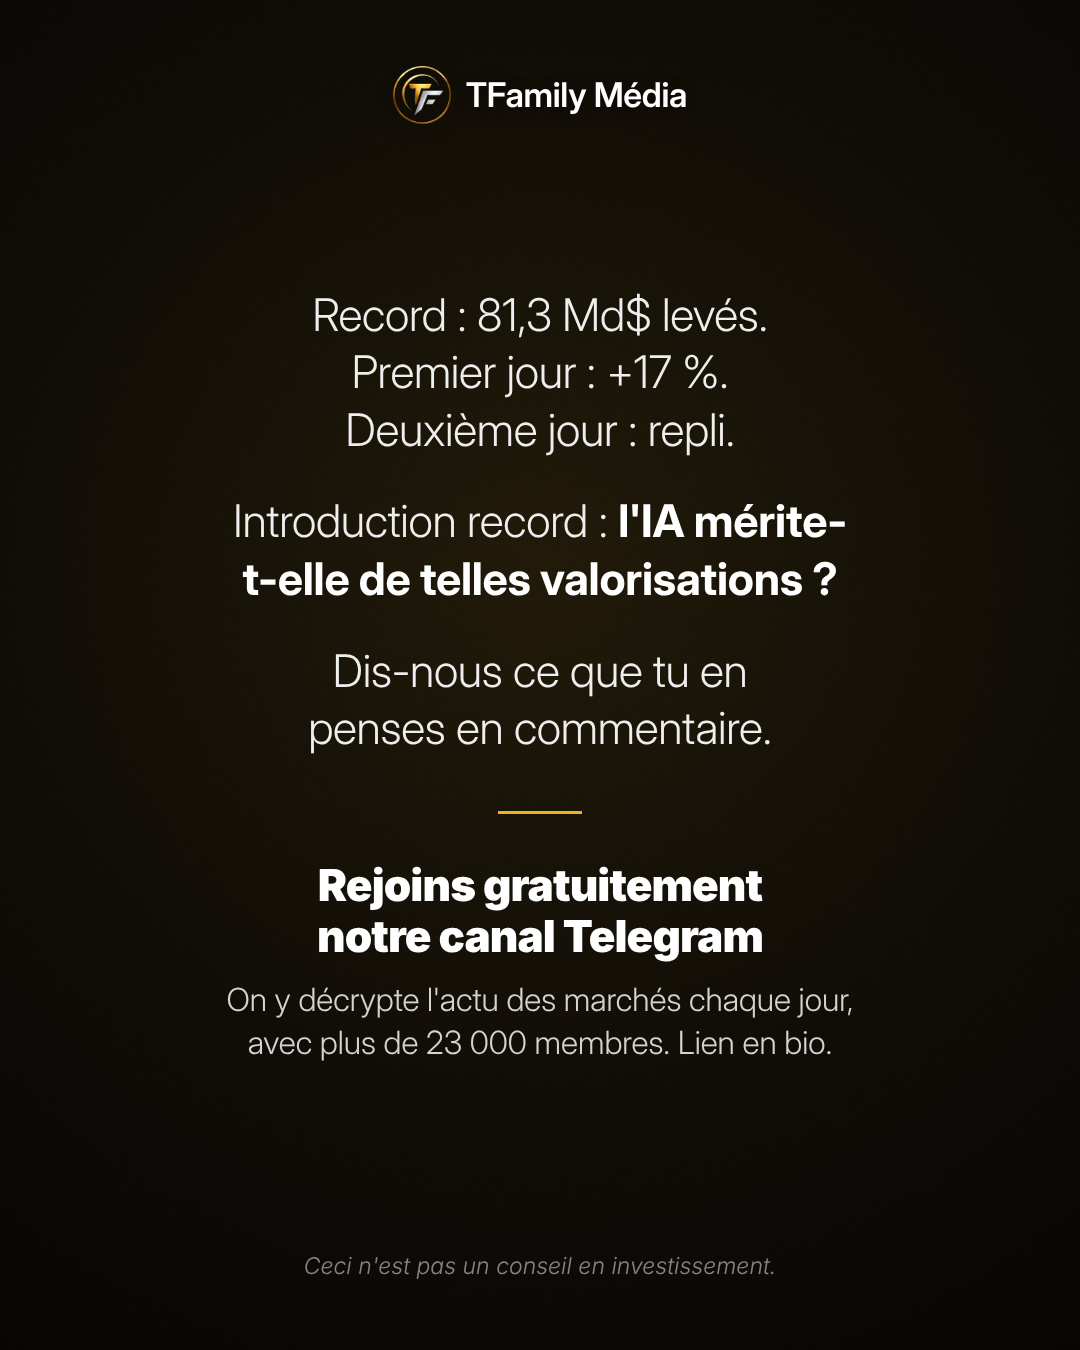 TF TFamily Média
Record : 81,3 Md$ levés.
Premier jour : +17 %.
Deuxième jour : repli.
Introduction record : l'IA mérite-
t-elle de telles valorisations ?
Dis-nous ce que tu en
penses en commentaire.
Rejoins gratuitement
notre canal Telegram
On y décrypte l'actu des marchés chaque jour,
avec plus de 23 000 membres. Lien en bio.
Ceci n'est pas un conseil en investissement.